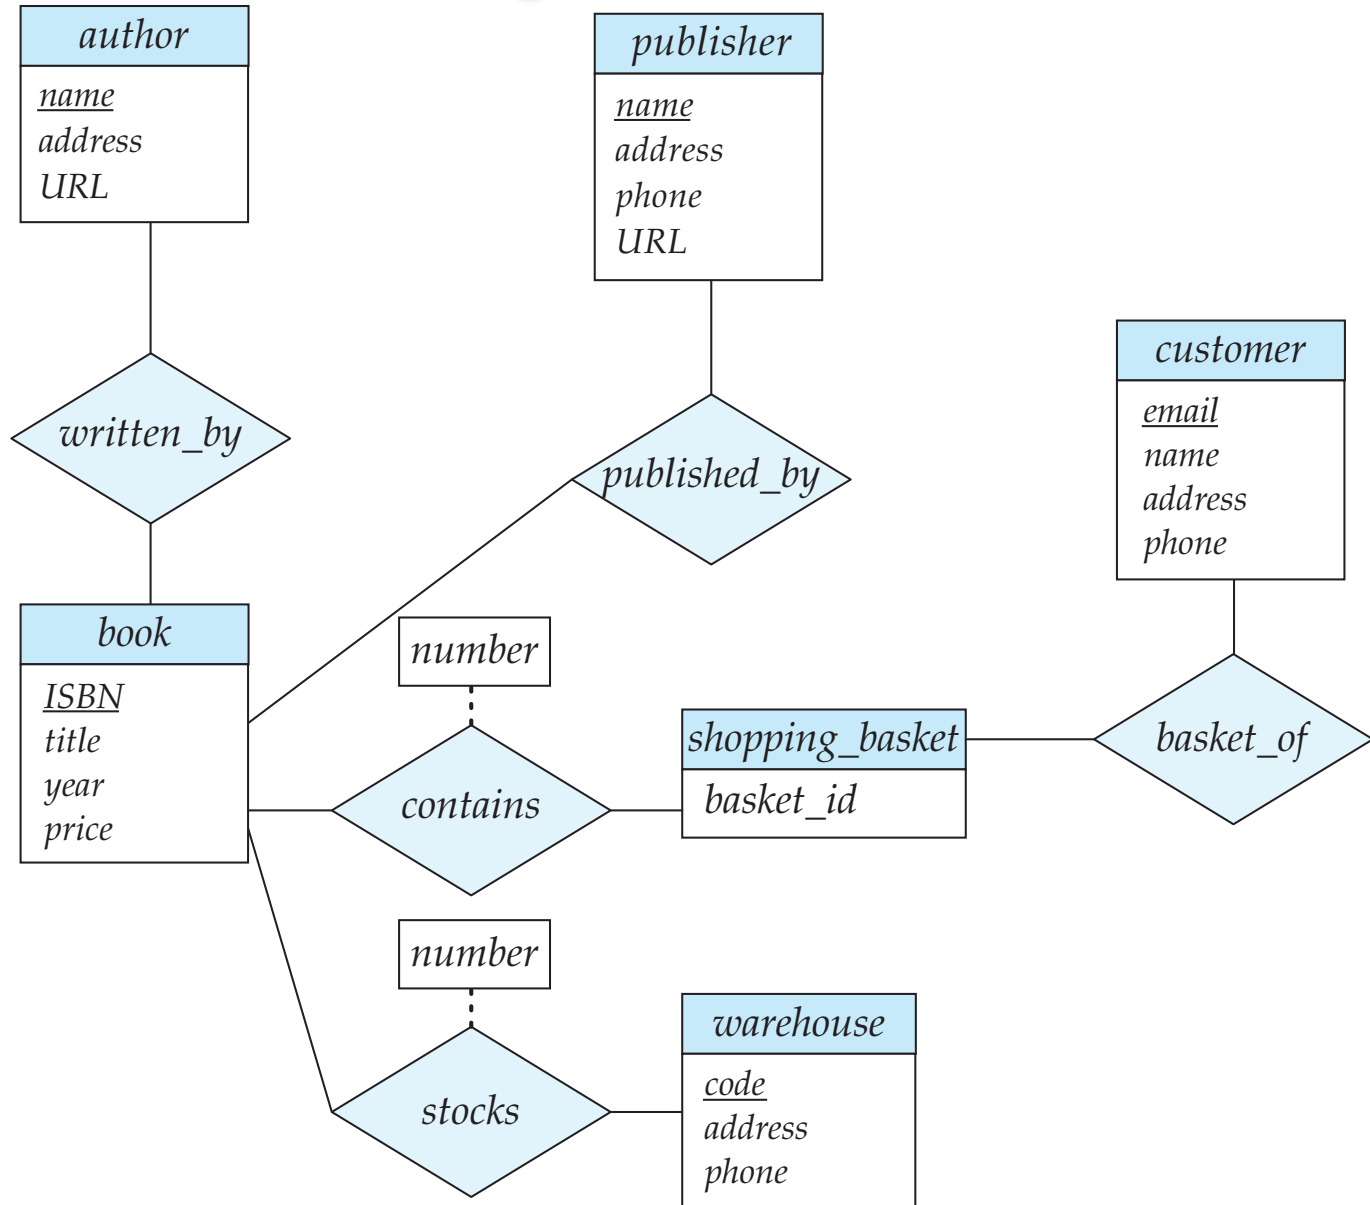 author
name
address
URL
publisher
name
address
phone
URL
customer
email
name
address
phone
written_by
published_by
book
ISBN
title
year
price
number
contains
shopping_basket
basket_id
basket_of
number
stocks
warehouse
code
address
phone